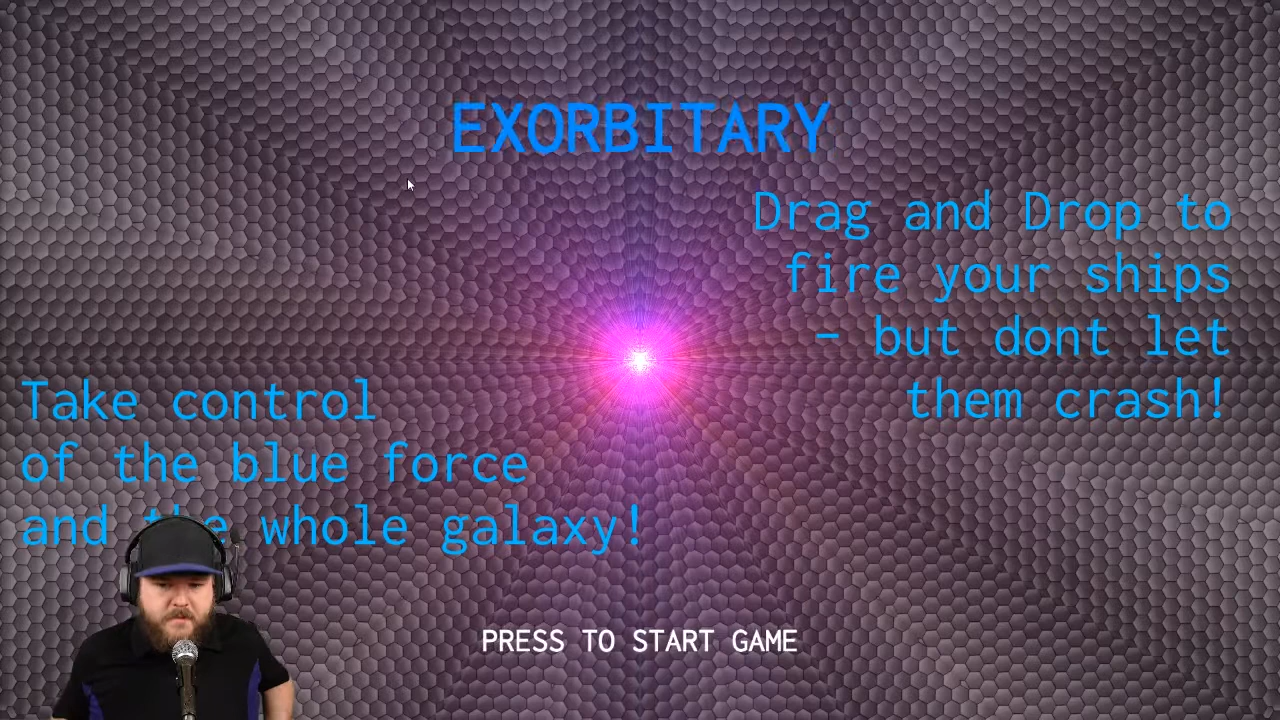 EXORBITARY
Drag and Drop to
fire your ships
- but dont let
them crash!
Take control
of the blue force
and the whole galaxy!
PRESS TO START GAME